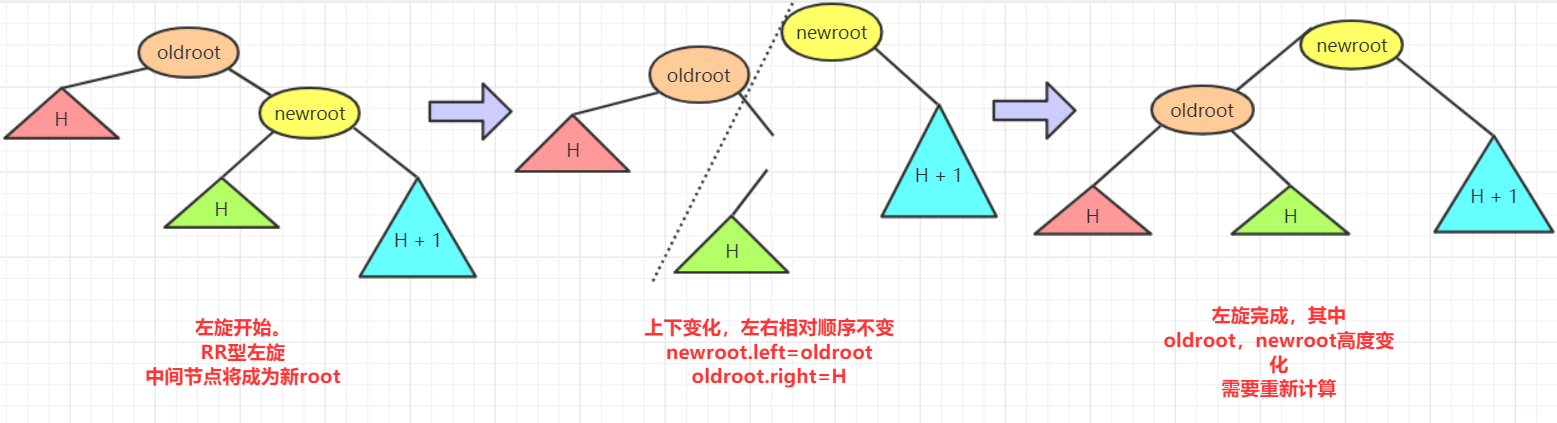 oldroot
H
newroot
H
H + 1
左旋开始。
RR型左旋
中间节点将成为新root
newroot
oldroot
H
H + 1
H
上下变化，左右相对顺序不变
newroot.left=oldroot
oldroot.right=H
newroot
oldroot
H
H
H + 1
左旋完成，其中
oldroot，newroot高度变
化
需要重新计算